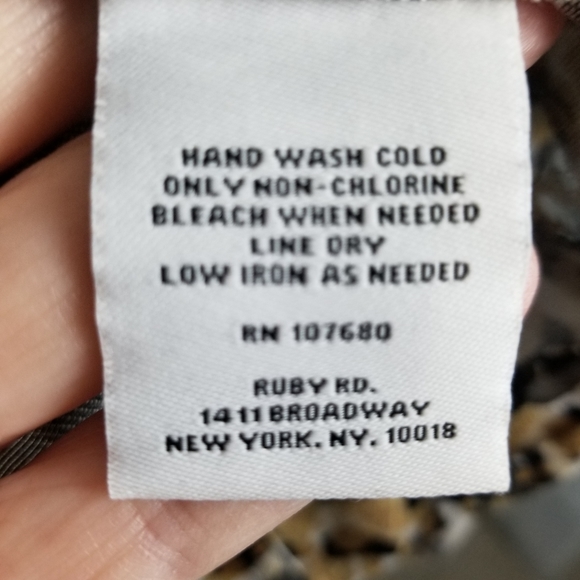 HAND WASH COLD
ONLY NON-CHLORINE
BLEACH WHEN NEEDED
LINE DRY
LOW IRON AS NEEDED
RN 107680
RUBY RD.
1411 BROADWAY
NEW YORK. NY. 10018